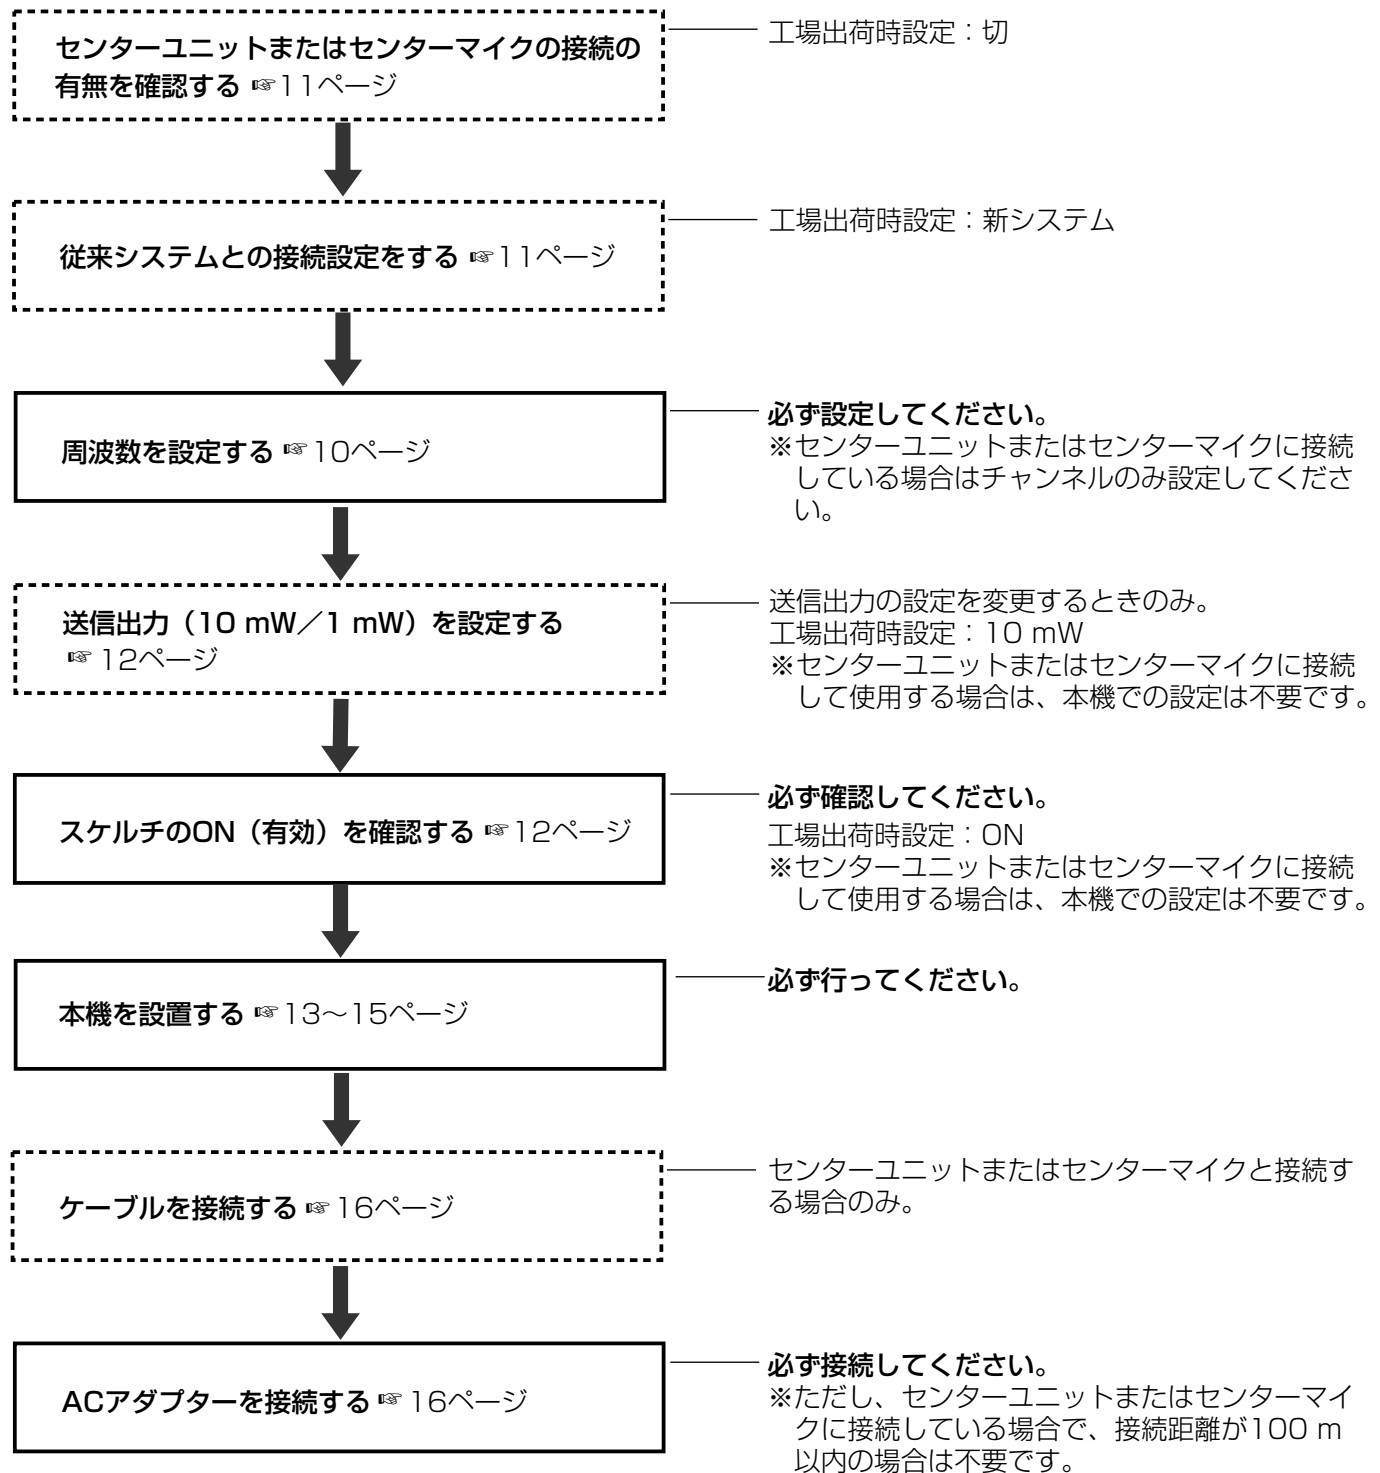 センターユニットまたはセンターマイクの接続の
有無を確認する ☞11ページ
工場出荷時設定：切
従来システムとの接続設定をする ☞11ページ
工場出荷時設定：新システム
周波数を設定する ☞10ページ
必ず設定してください。
※センターユニットまたはセンターマイクに接続
している場合はチャンネルのみ設定してくださ
い。
送信出力（10 mW／1 mW）を設定する
☞12ページ
送信出力の設定を変更するときのみ。
工場出荷時設定：10 mW
※センターユニットまたはセンターマイクに接続
して使用する場合は、本機での設定は不要です。
スケルチのON（有効）を確認する ☞12ページ
必ず確認してください。
工場出荷時設定：ON
※センターユニットまたはセンターマイクに接続
して使用する場合は、本機での設定は不要です。
本機を設置する ☞13～15ページ
必ず行ってください。
ケーブルを接続する ☞16ページ
センターユニットまたはセンターマイクと接続す
る場合のみ。
ACアダプターを接続する ☞16ページ
必ず接続してください。
※ただし、センターユニットまたはセンターマイ
クに接続している場合で、接続距離が100 m
以内の場合は不要です。